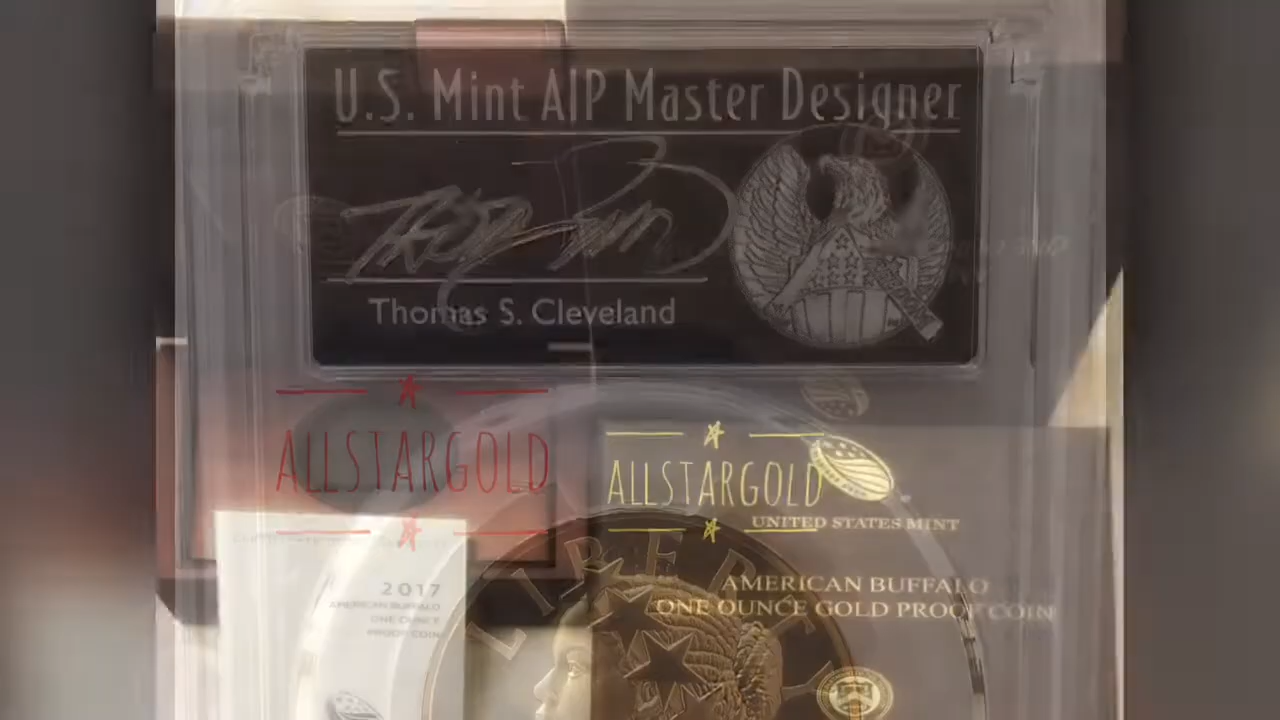 U.S. Mint AIP Master Designer
Thomas S. Cleveland
ALLSTARGOLD
ALLSTARGOLD
UNITED STATES MINT
2017
AMERICAN BUFFALO
ONE OUNCE
PROOF COIN
AMERICAN BUFFALO
ONE OUNCE GOLD PROOF COIN
LIBERTY